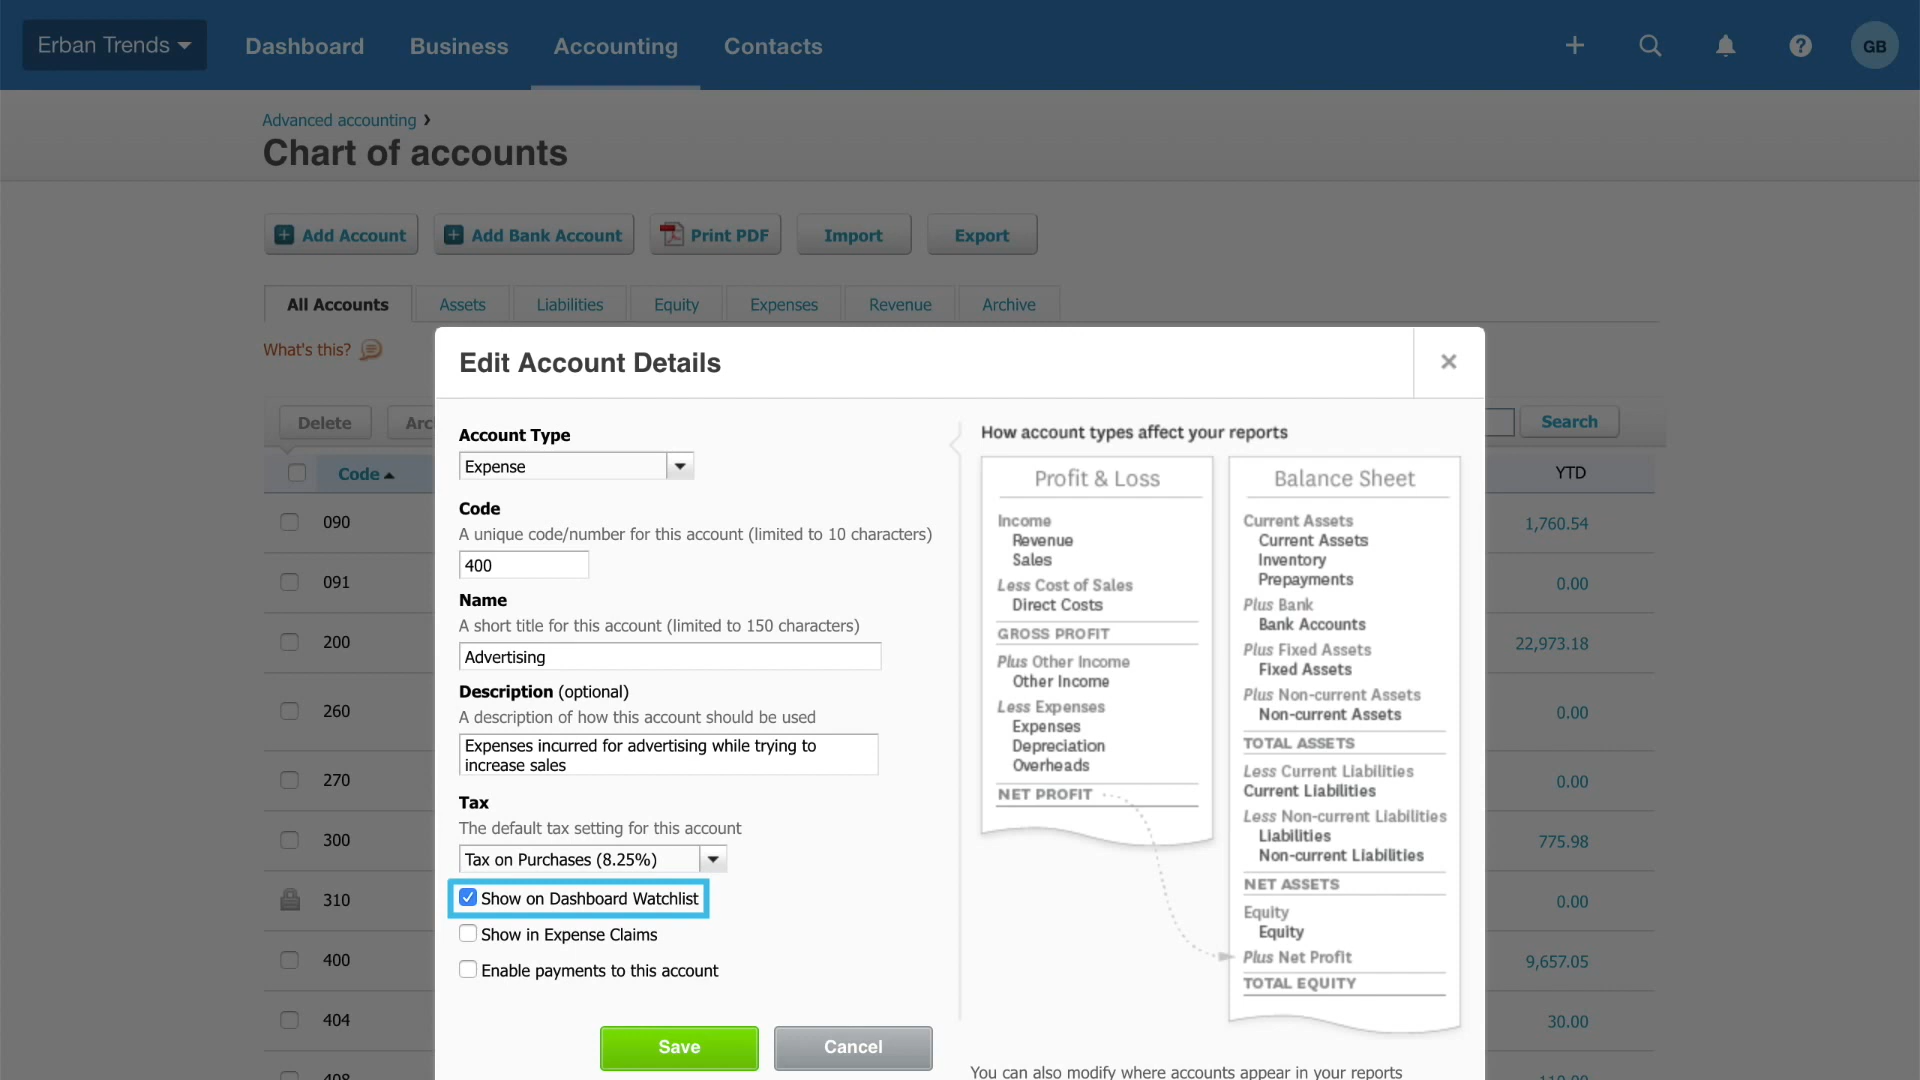 Erban Trends
Dashboard
Business
Accounting
Contacts
GB
Advanced accounting ›
Chart of accounts
Add Account
Add Bank Account
Print PDF
Import
Export
All Accounts
Assets
Liabilities
Equity
Expenses
Revenue
Archive
What's this?
Delete
Arc
Search
Code
YTD
090
1,760.54
091
0.00
200
22,973.18
260
0.00
270
0.00
300
775.98
310
0.00
400
9,657.05
404
30.00
Edit Account Details
Account Type
Expense
Code
A unique code/number for this account (limited to 10 characters)
400
Name
A short title for this account (limited to 150 characters)
Advertising
Description (optional)
A description of how this account should be used
Expenses incurred for advertising while trying to
increase sales
Tax
The default tax setting for this account
Tax on Purchases (8.25%)
Show on Dashboard Watchlist
Show in Expense Claims
Enable payments to this account
Save
Cancel
How account types affect your reports
Profit & Loss
Income
Revenue
Sales
Less Cost of Sales
Direct Costs
GROSS PROFIT
Plus Other Income
Other Income
Less Expenses
Expenses
Depreciation
Overheads
NET PROFIT
Balance Sheet
Current Assets
Current Assets
Inventory
Prepayments
Plus Bank
Bank Accounts
Plus Fixed Assets
Fixed Assets
Plus Non-current Assets
Non-current Assets
TOTAL ASSETS
Less Current Liabilities
Current Liabilities
Less Non-current Liabilities
Liabilities
Non-current Liabilities
NET ASSETS
Equity
Equity
Plus Net Profit
TOTAL EQUITY
You can also modify where accounts appear in your reports